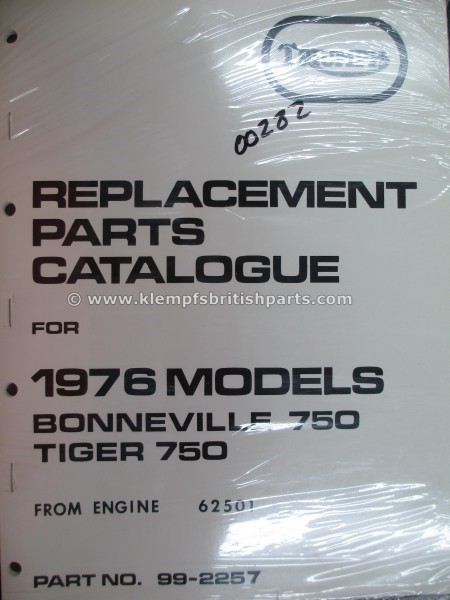 TRIUMPH
00282
REPLACEMENT
PARTS
CATALOGUE
© www.klempfsbritishparts.com
FOR
1976 MODELS
BONNEVILLE 750
TIGER 750
FROM ENGINE 62501
PART NO. 99-2257